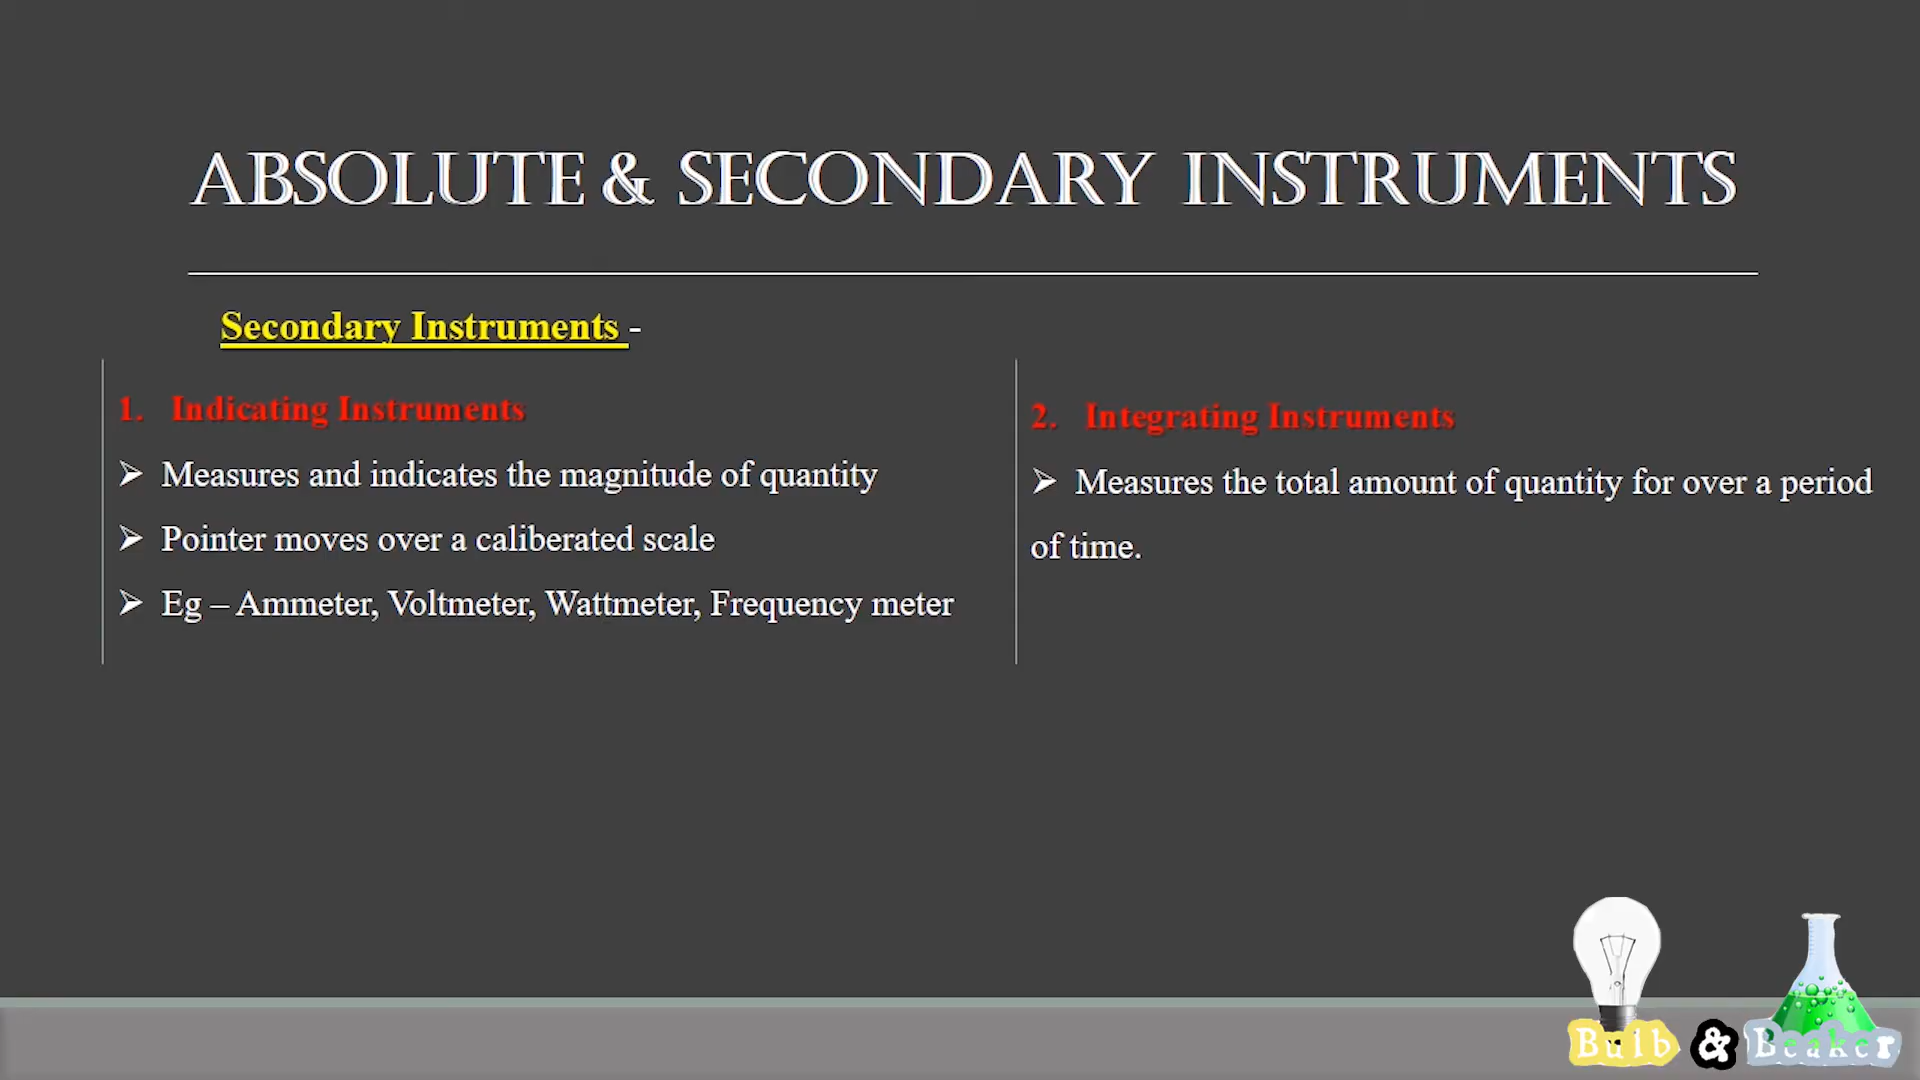 ABSOLUTE & SECONDARY INSTRUMENTS
Secondary Instruments -
1. Indicating Instruments
➢ Measures and indicates the magnitude of quantity
➢ Pointer moves over a caliberated scale
➢ Eg – Ammeter, Voltmeter, Wattmeter, Frequency meter
2. Integrating Instruments
➢ Measures the total amount of quantity for over a period
of time.
Bulb & Beaker